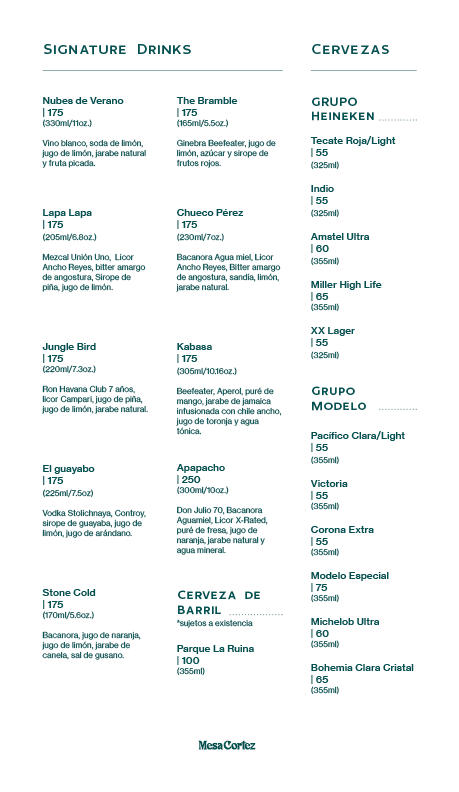 Signature Drinks
Nubes de Verano
| 175
(330ml/11oz.)
Vino blanco, soda de limón,
jugo de limón, jarabe natural
y fruta picada.
Lapa Lapa
| 175
(205ml/6.8oz.)
Mezcal Unión Uno, Licor
Ancho Reyes, bitter amargo
de angostura, Sirope de
piña, jugo de limón.
Jungle Bird
| 175
(220ml/7.3oz.)
Ron Havana Club 7 años,
licor Campari, jugo de piña,
jugo de limón, jarabe natural.
El guayabo
| 175
(225ml/7.5oz)
Vodka Stolichnaya, Controy,
sirope de guayaba, jugo de
limón, jugo de arándano.
Stone Cold
| 175
(170ml/5.6oz.)
Bacanora, jugo de naranja,
jugo de limón, jarabe de
canela, sal de gusano.
The Bramble
| 175
(165ml/5.5oz.)
Ginebra Beefeater, jugo de
limón, azúcar y sirope de
frutos rojos.
Chueco Pérez
| 175
(230ml/7oz.)
Bacanora Agua miel, Licor
Ancho Reyes, Bitter amargo
de angostura, sandía, limón,
jarabe natural.
Kabasa
| 175
(305ml/10.16oz.)
Beefeater, Aperol, puré de
mango, jarabe de jamaica
infusionada con chile ancho,
jugo de toronja y agua
tónica.
Apapacho
| 250
(300ml/10oz.)
Don Julio 70, Bacanora
Aguamiel, Licor X-Rated,
puré de fresa, jugo de
naranja, jarabe natural y
agua mineral.
Cerveza de
Barril ..................
*sujetos a existencia
Parque La Ruina
| 100
(355ml)
Cervezas
Grupo
Heineken .............
Tecate Roja/Light
| 55
(325ml)
Indio
| 55
(325ml)
Amstel Ultra
| 60
(355ml)
Miller High Life
| 65
(355ml)
XX Lager
| 55
(325ml)
Grupo
Modelo .............
Pacífico Clara/Light
| 55
(355ml)
Victoria
| 55
(355ml)
Corona Extra
| 55
(355ml)
Modelo Especial
| 75
(355ml)
Michelob Ultra
| 60
(355ml)
Bohemia Clara Cristal
| 65
(355ml)
Mesa Cortez